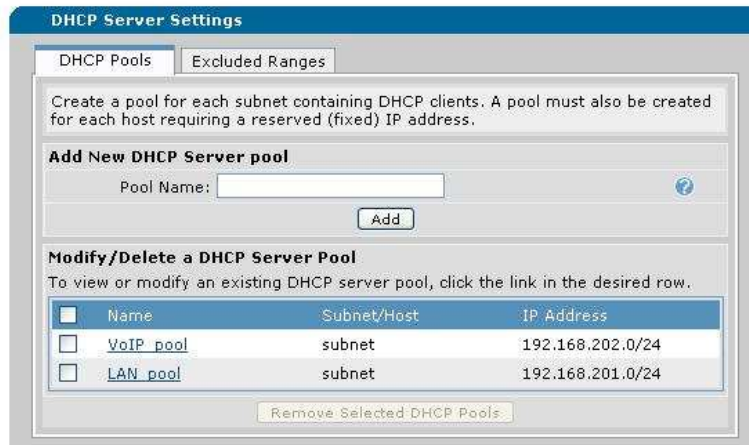 DHCP Server Settings
DHCP Pools Excluded Ranges
Create a pool for each subnet containing DHCP clients. A pool must also be created
for each host requiring a reserved (fixed) IP address.
Add New DHCP Server pool
Pool Name: ?
Add
Modify/Delete a DHCP Server Pool
To view or modify an existing DHCP server pool, click the link in the desired row.
Name Subnet/Host IP Address
VoIP_pool subnet 192.168.202.0/24
LAN_pool subnet 192.168.201.0/24
Remove Selected DHCP Pools